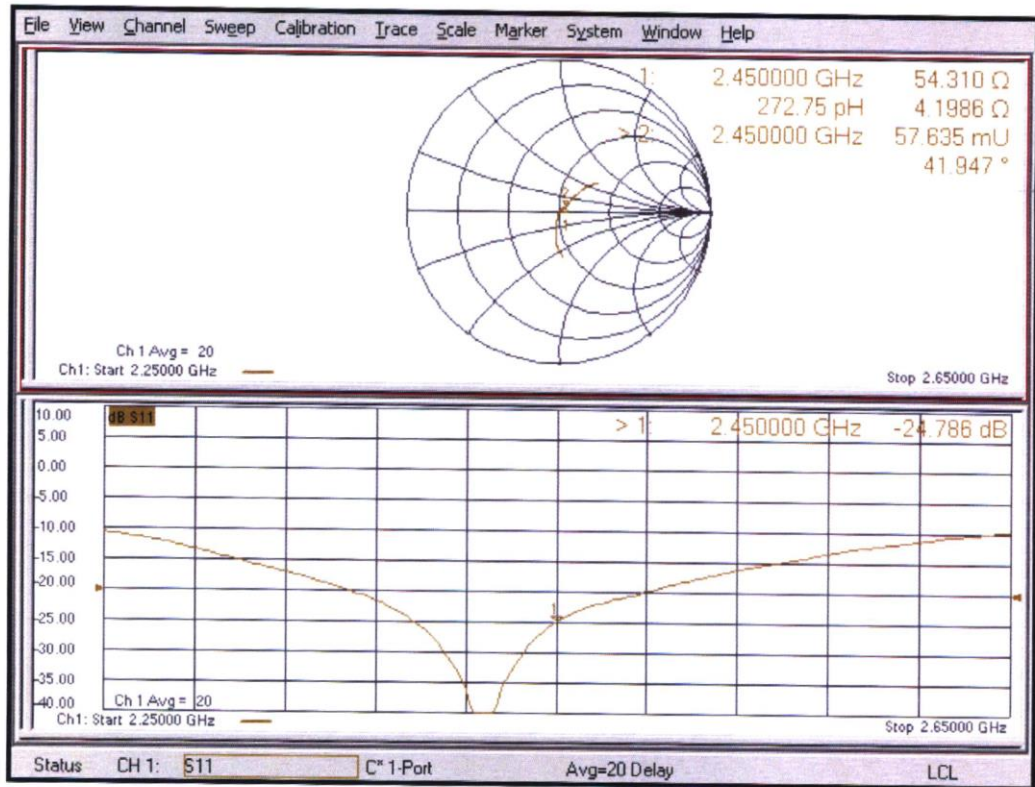 File View Channel Sweep Calibration Trace Scale Marker System Window Help
1: 2.450000 GHz 54.310 Ω
272.75 pH 4.1986 Ω
> 2: 2.450000 GHz 57.635 mU
41.947 °
2
1
Ch 1 Avg = 20
Ch1: Start 2.25000 GHz
Stop 2.65000 GHz
dB S11
> 1: 2.450000 GHz -24.786 dB
10.00
5.00
0.00
-5.00
-10.00
-15.00
-20.00
-25.00
-30.00
-35.00
-40.00
1
Ch 1 Avg = 20
Ch1: Start 2.25000 GHz
Stop 2.65000 GHz
Status CH 1: S11 C* 1-Port Avg=20 Delay LCL